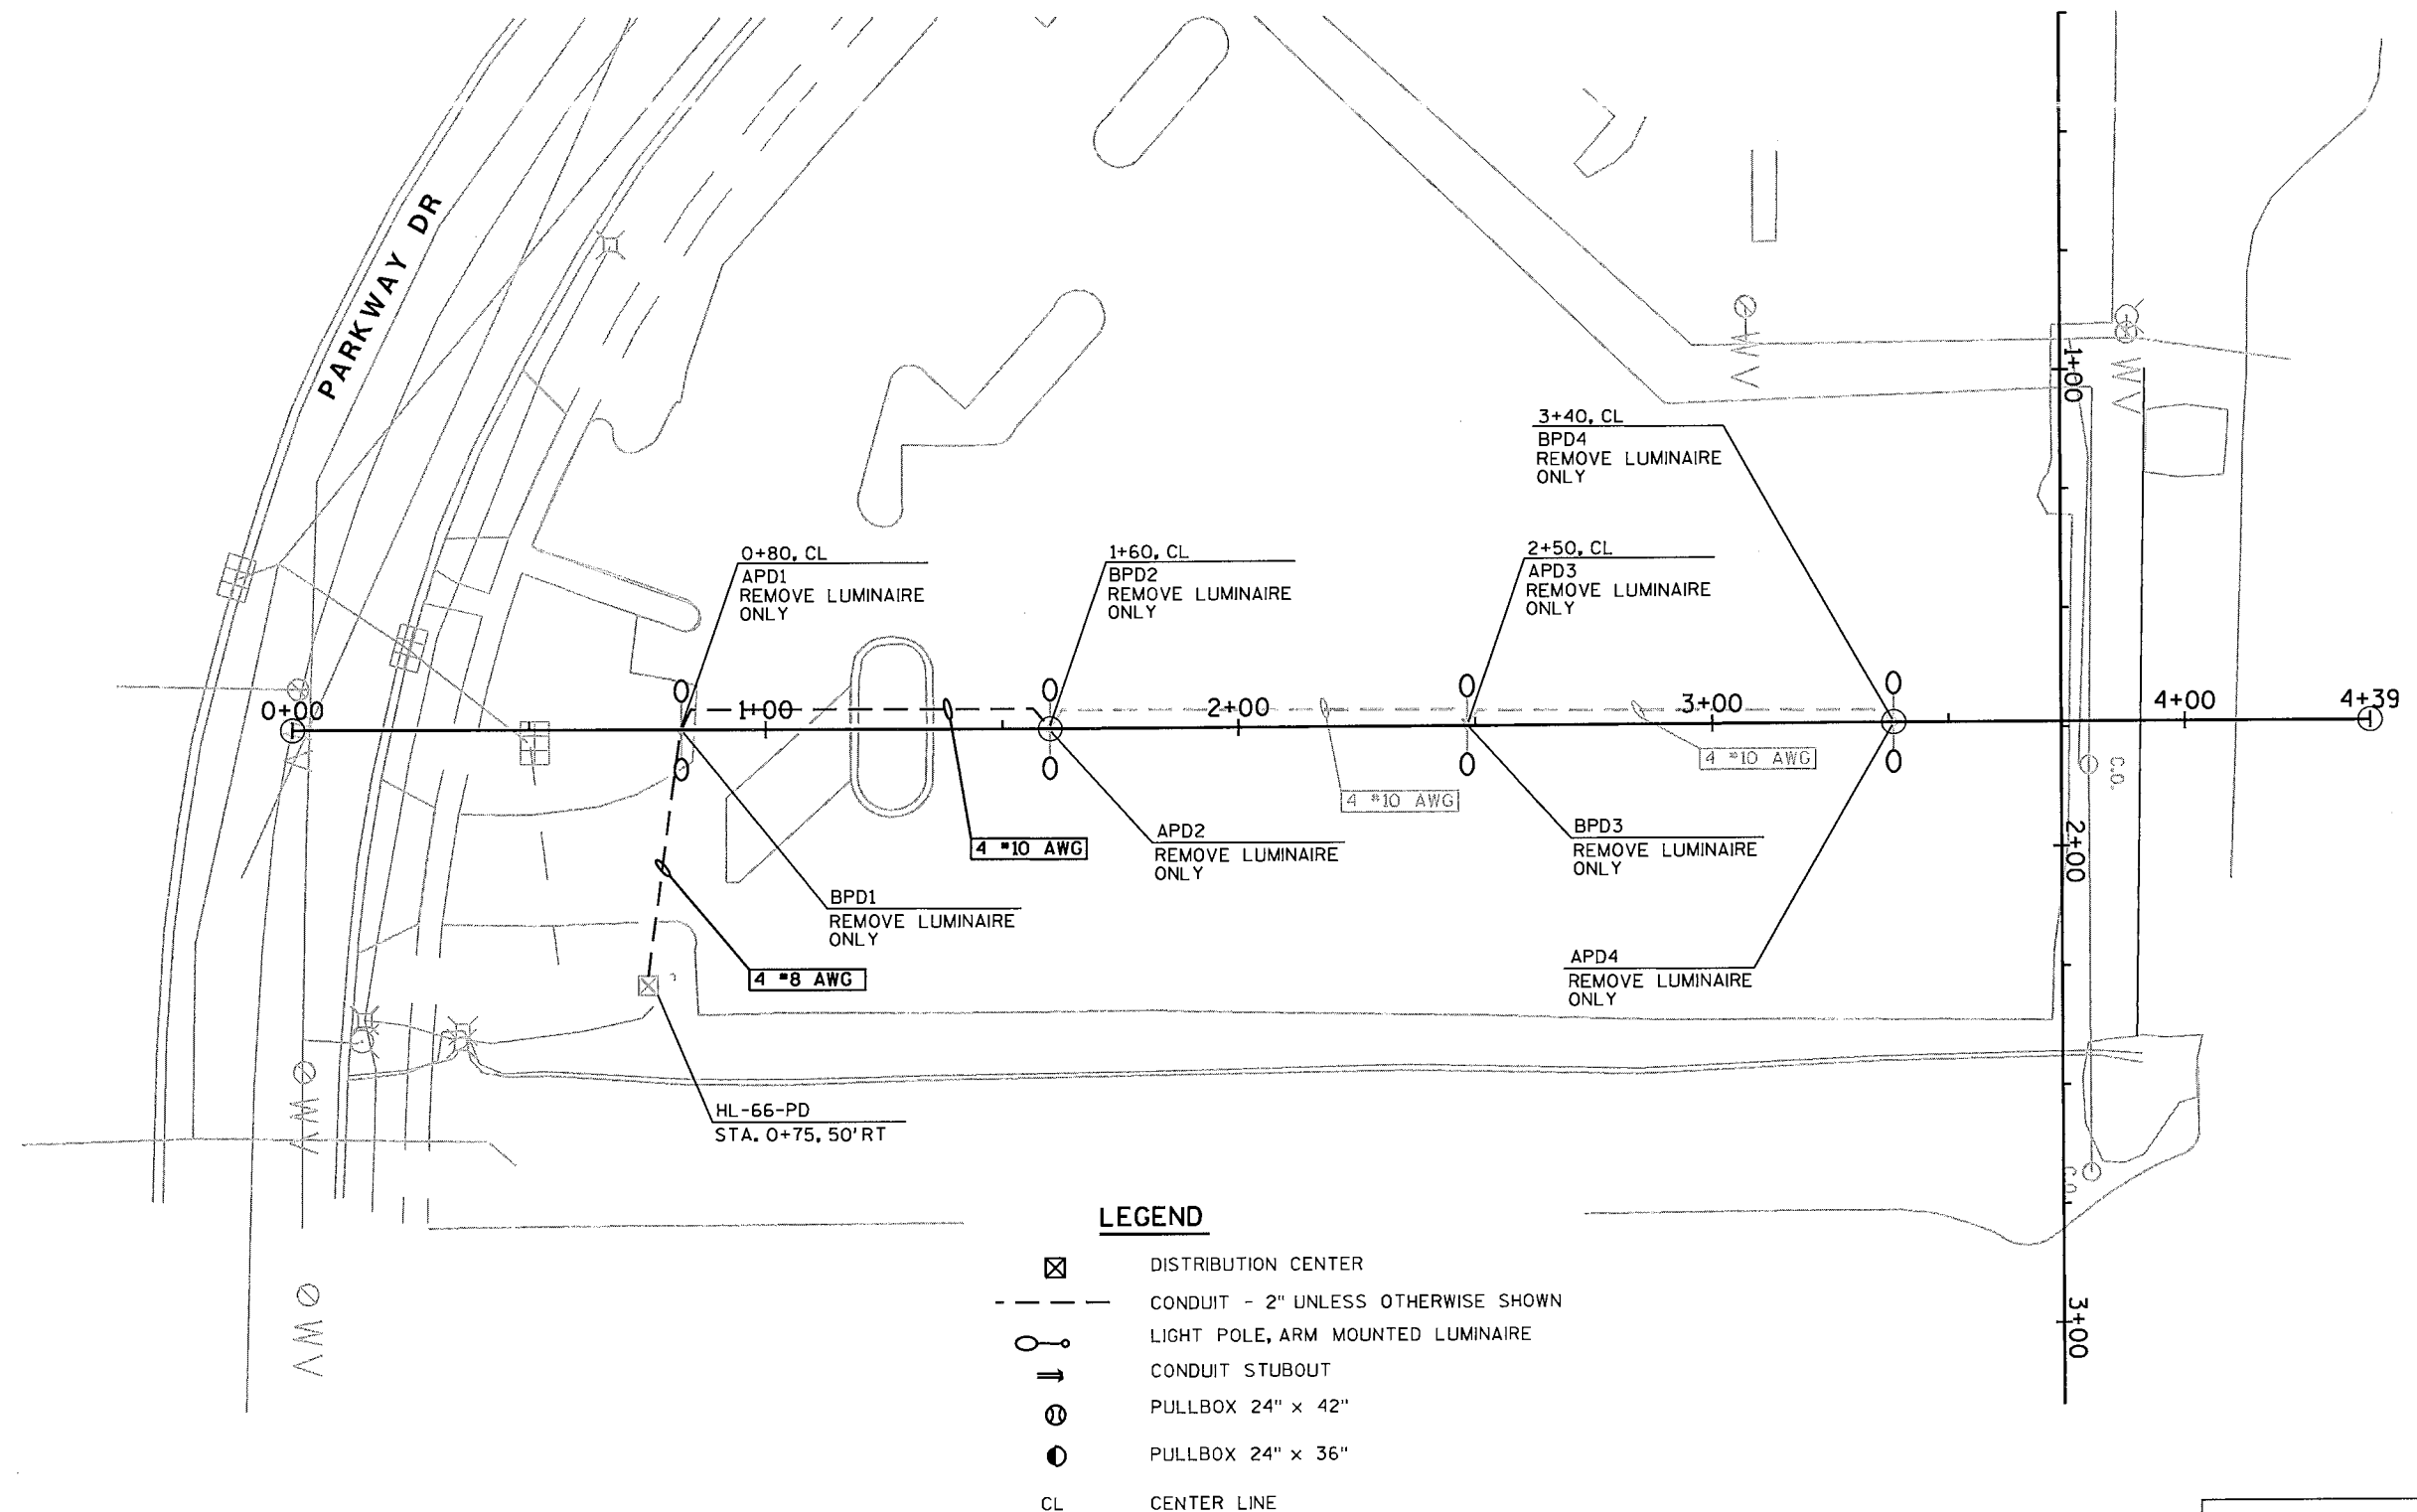 PARKWAY DR
1+00
3+40, CL
BPD4
REMOVE LUMINAIRE
ONLY
0+80, CL
APD1
REMOVE LUMINAIRE
ONLY
1+60, CL
BPD2
REMOVE LUMINAIRE
ONLY
2+50, CL
APD3
REMOVE LUMINAIRE
ONLY
0+00
1+00
2+00
3+00
4+00
4+39
4 #10 AWG
4 #10 AWG
C.O.
4 #10 AWG
APD2
REMOVE LUMINAIRE
ONLY
BPD3
REMOVE LUMINAIRE
ONLY
2+00
BPD1
REMOVE LUMINAIRE
ONLY
4 #8 AWG
APD4
REMOVE LUMINAIRE
ONLY
HL-66-PD
STA. 0+75, 50'RT
WV
WV
WV
WV
C.O.
3+00
LEGEND
DISTRIBUTION CENTER
CONDUIT - 2" UNLESS OTHERWISE SHOWN
LIGHT POLE, ARM MOUNTED LUMINAIRE
CONDUIT STUBOUT
PULLBOX 24" x 42"
PULLBOX 24" x 36"
CL CENTER LINE